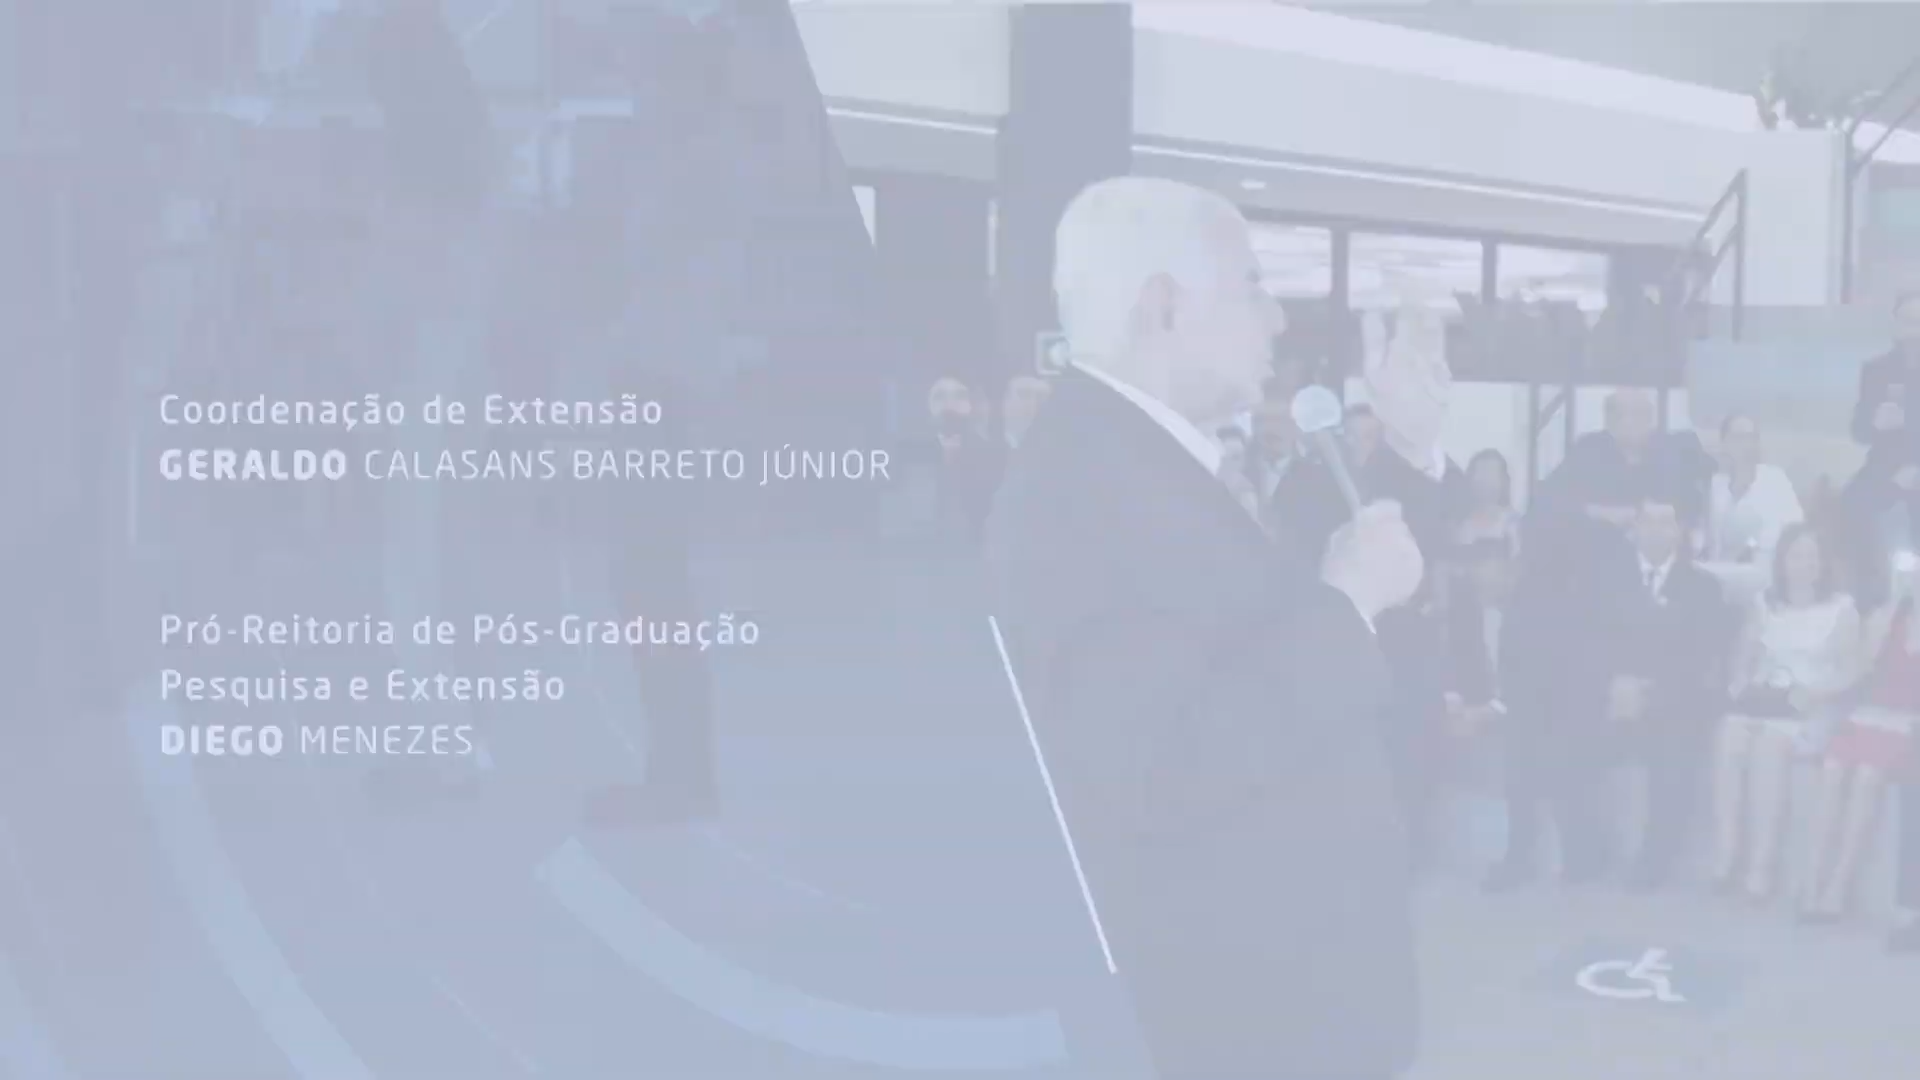 Coordenação de Extensão
GERALDO CALASANS BARRETO JÚNIOR
Pró-Reitoria de Pós-Graduação
Pesquisa e Extensão
DIEGO MENEZES